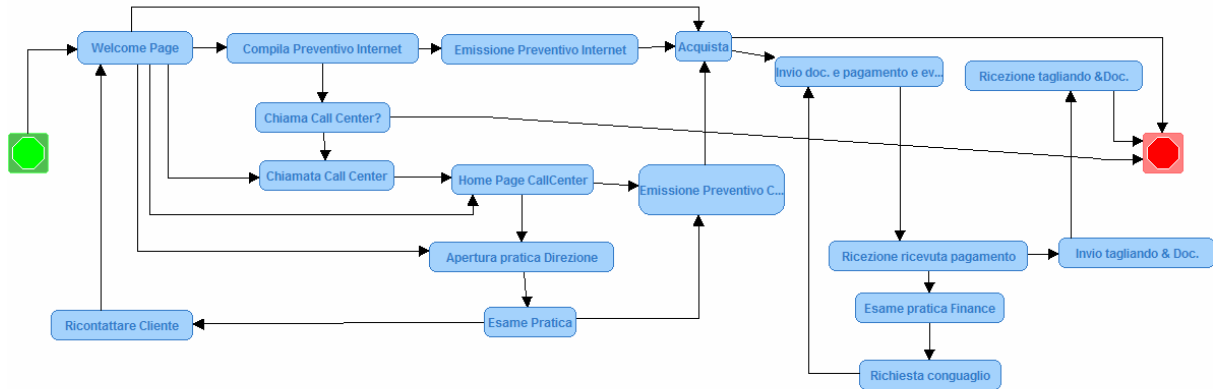 Welcome Page
Compila Preventivo Internet
Emissione Preventivo Internet
Acquista
Invio doc. e pagamento e ev...
Ricezione tagliando &Doc.
Chiama Call Center?
Chiamata Call Center
Home Page CallCenter
Emissione Preventivo C...
Apertura pratica Direzione
Ricezione ricevuta pagamento
Invio tagliando & Doc.
Esame pratica Finance
Ricontattare Cliente
Esame Pratica
Richiesta conguaglio